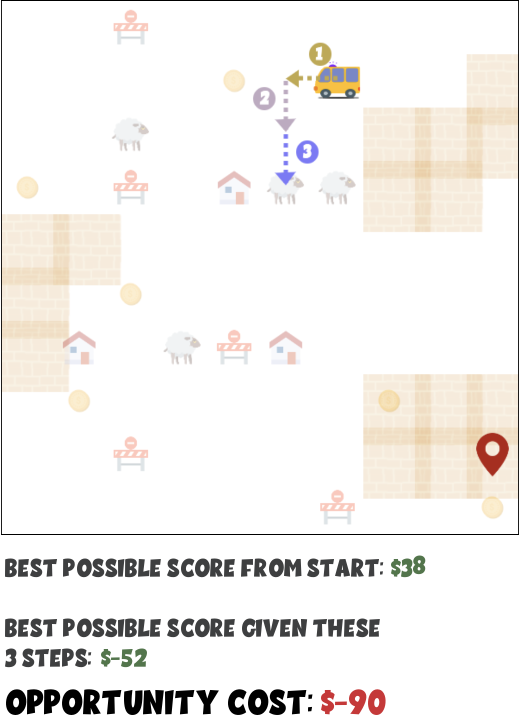 1
2
3
BEST POSSIBLE SCORE FROM START: $38
BEST POSSIBLE SCORE GIVEN THESE
3 STEPS: $-52
OPPORTUNITY COST: $-90